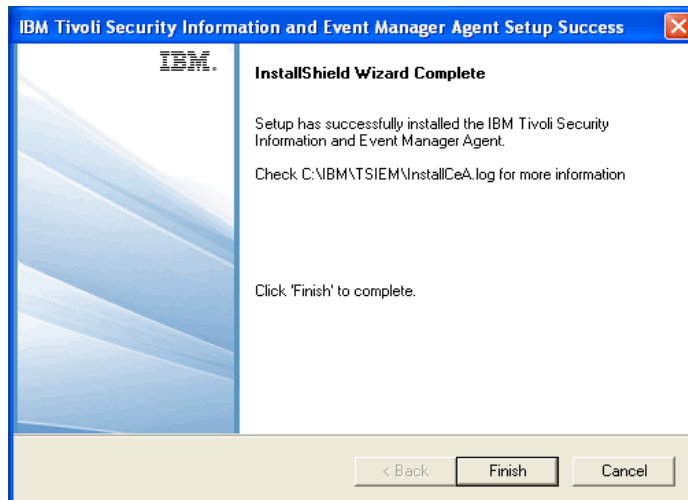 IBM Tivoli Security Information and Event Manager Agent Setup Success
IBM.
InstallShield Wizard Complete
Setup has successfully installed the IBM Tivoli Security
Information and Event Manager Agent.
Check C:\IBM\TSIEM\InstallCeA.log for more information
Click 'Finish' to complete.
< Back
Finish
Cancel